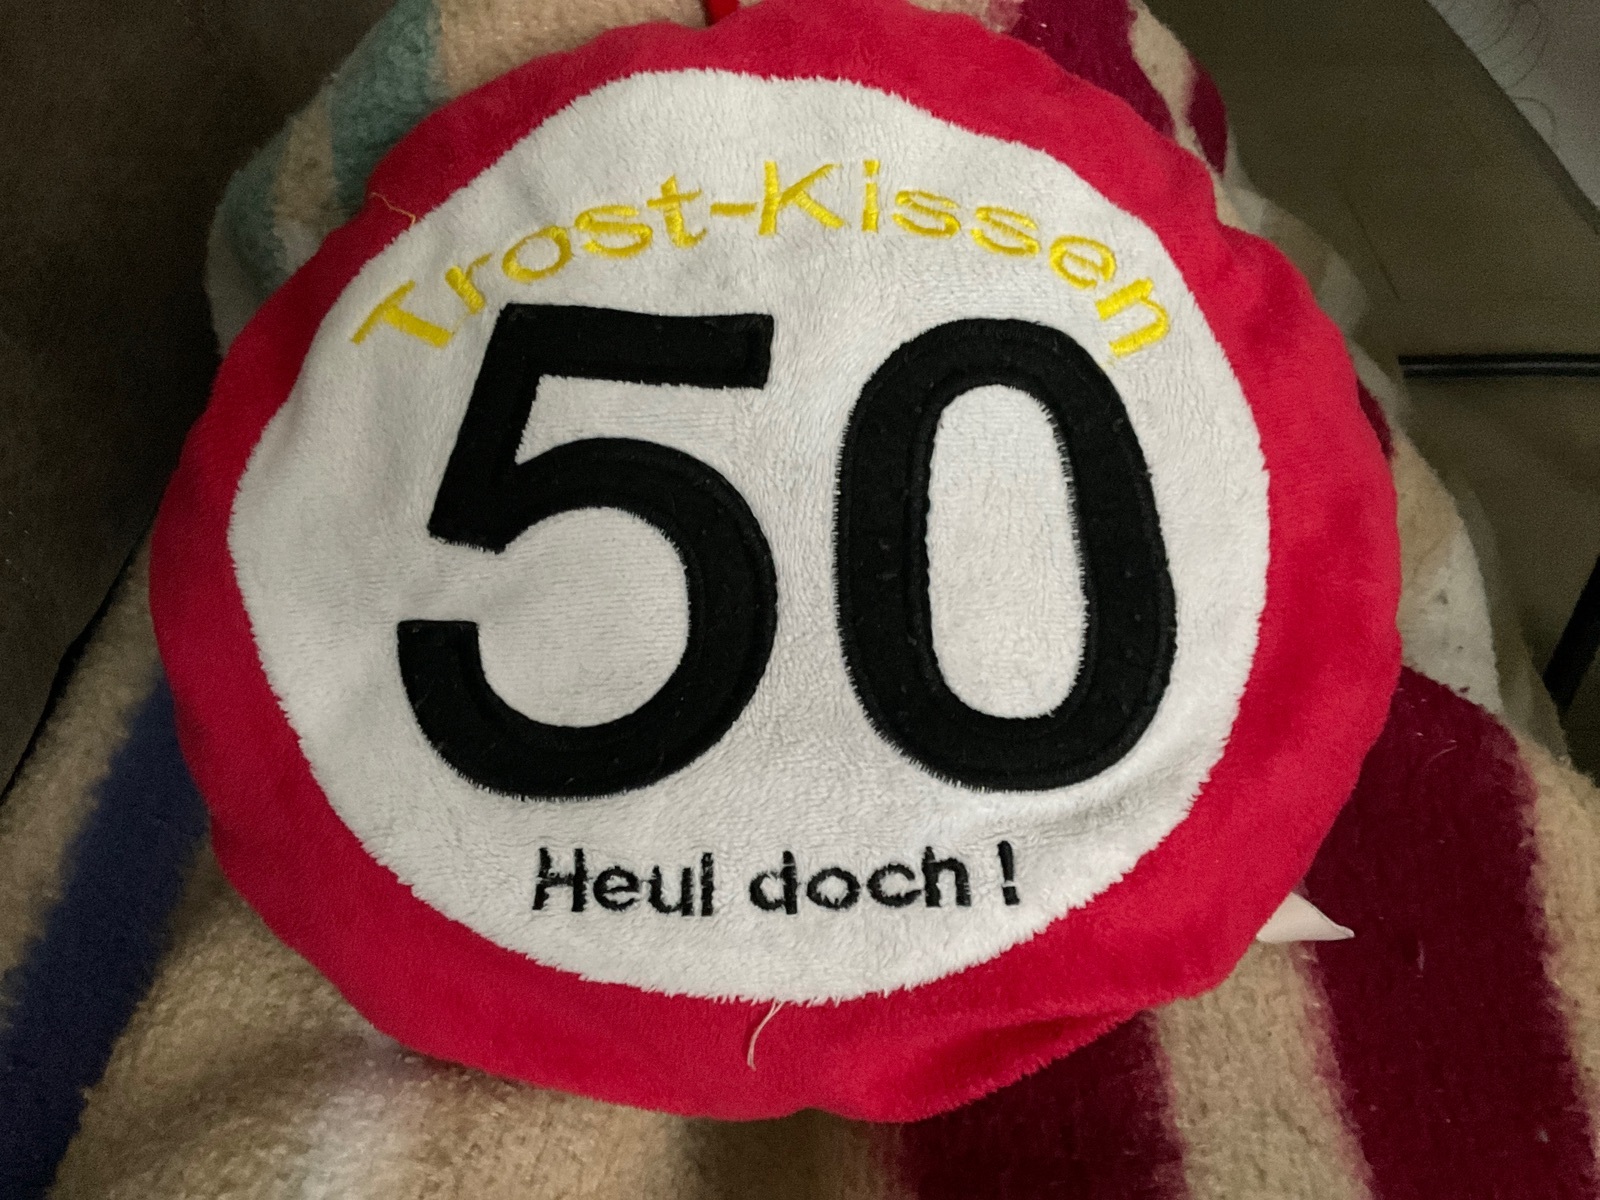 Trost-Kissen
50
Heul doch !